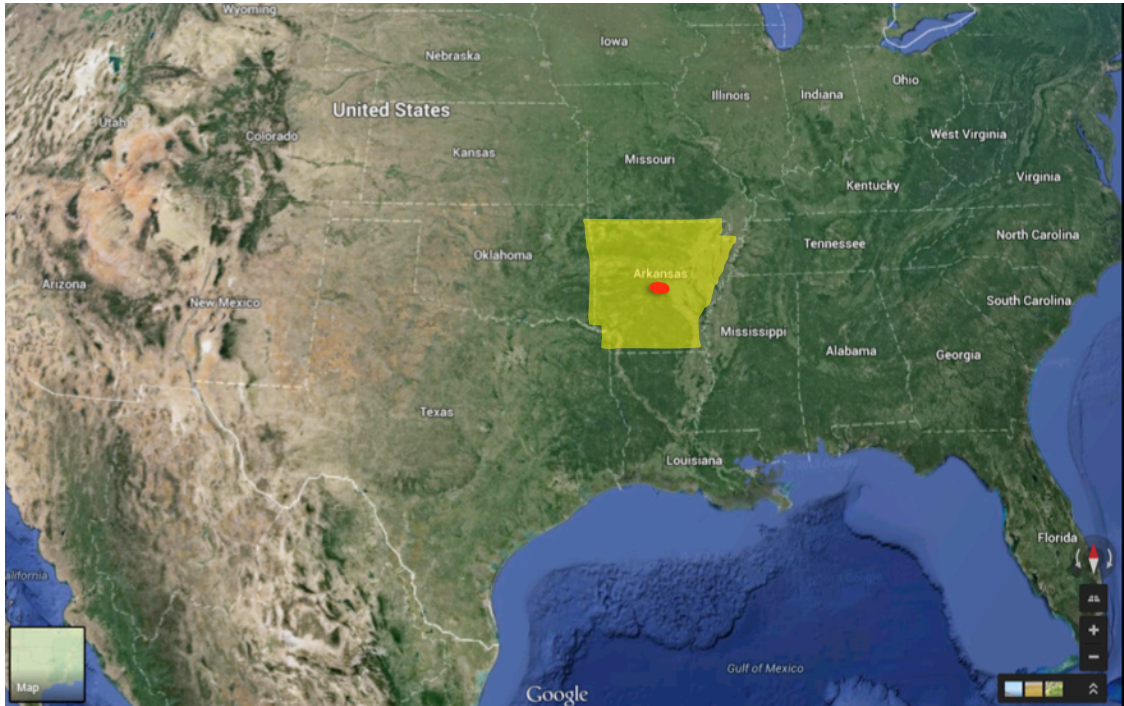 Wyoming
Iowa
Nebraska
Ohio
Illinois
Indiana
United States
Utah
Colorado
West Virginia
Kansas
Missouri
Virginia
Kentucky
North Carolina
Tennessee
Oklahoma
Arkansas
Arizona
New Mexico
South Carolina
Mississippi
Alabama
Georgia
Texas
Louisiana
Florida
alifornia
Gulf of Mexico
Map
Google